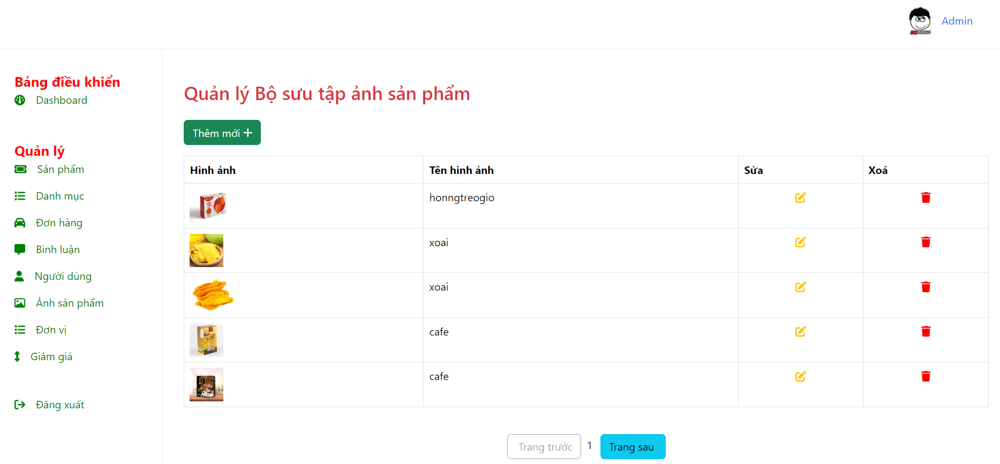 Admin
Bảng điều khiển
Dashboard
Quản lý
Sản phẩm
Danh mục
Đơn hàng
Bình luận
Người dùng
Ảnh sản phẩm
Đơn vị
Giảm giá
Đăng xuất
Quản lý Bộ sưu tập ảnh sản phẩm
Thêm mới
Hình ảnh Tên hình ảnh Sửa Xoá
honngtreogio
xoai
xoai
cafe
cafe
Trang trước 1 Trang sau